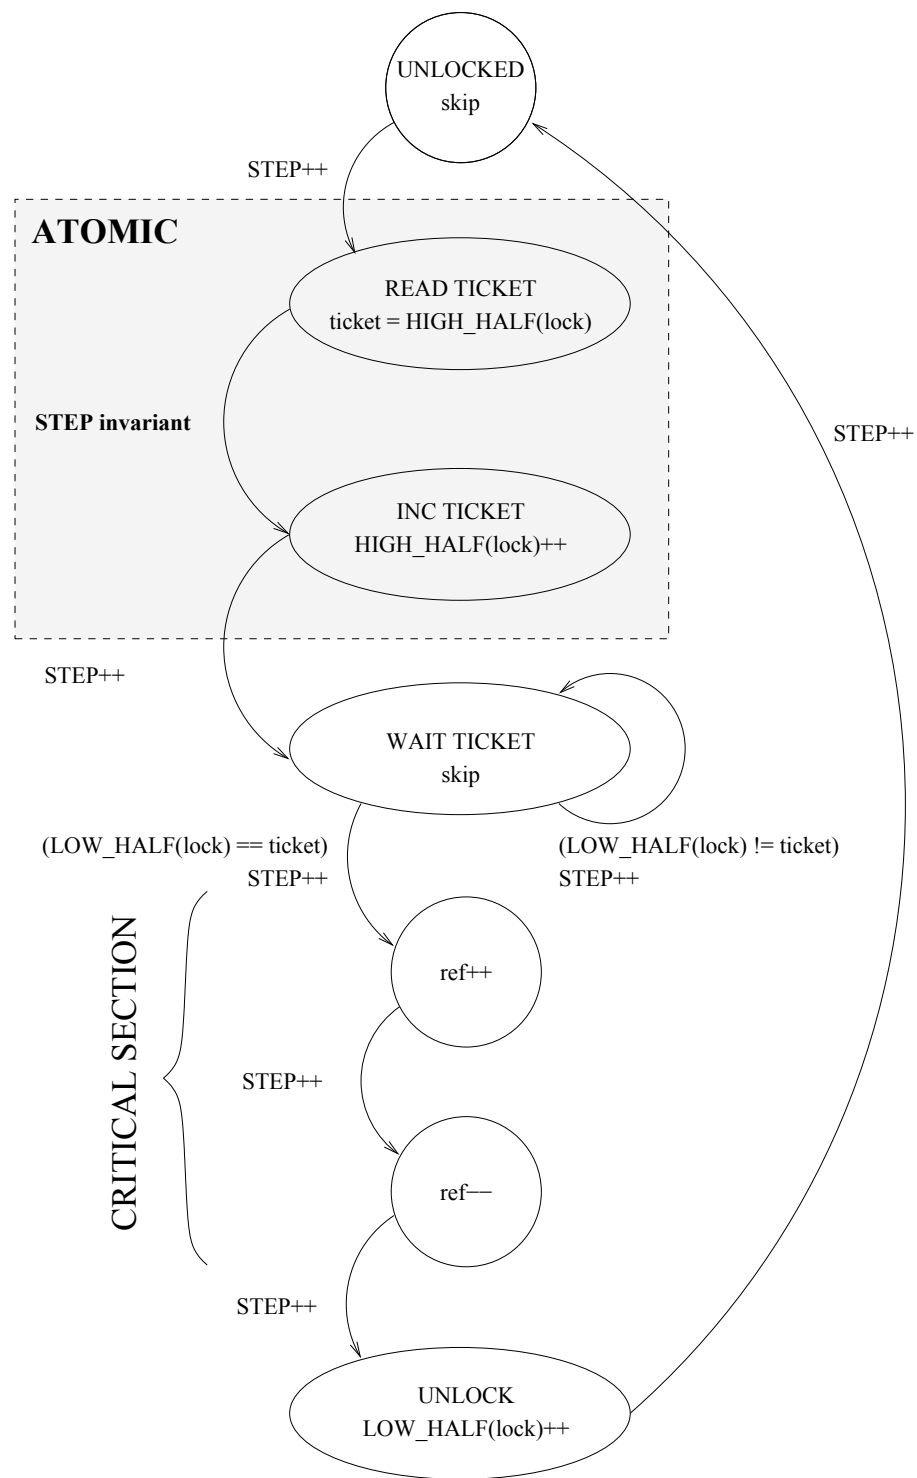 UNLOCKED
skip
STEP++
ATOMIC
READ TICKET
ticket = HIGH_HALF(lock)
STEP invariant
STEP++
INC TICKET
HIGH_HALF(lock)++
STEP++
WAIT TICKET
skip
(LOW_HALF(lock) == ticket)
STEP++
(LOW_HALF(lock) != ticket)
STEP++
CRITICAL SECTION
ref++
STEP++
ref−−
STEP++
UNLOCK
LOW_HALF(lock)++